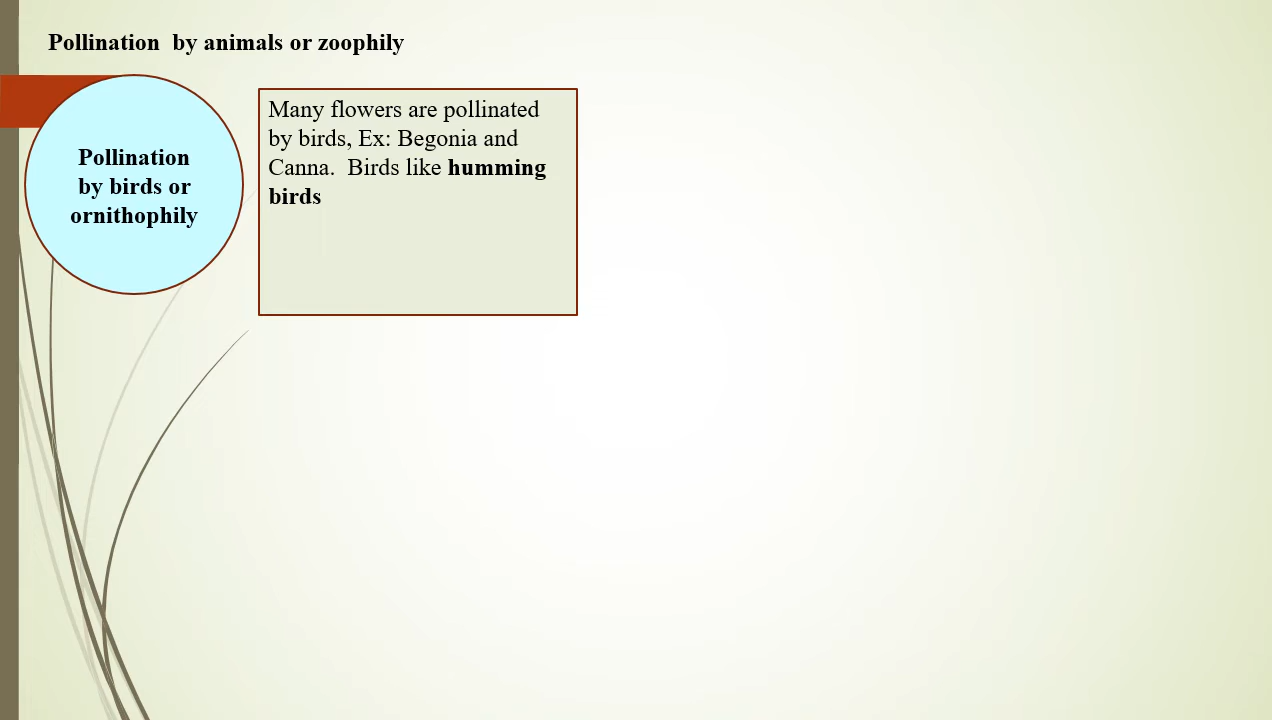 Pollination  by animals or zoophily
Pollination
by birds or
ornithophily
Many flowers are pollinated
by birds, Ex: Begonia and
Canna.  Birds like humming
birds